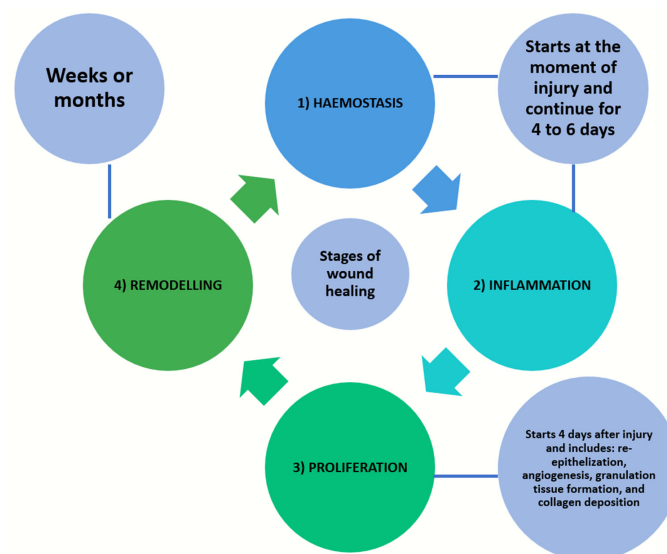 Weeks or
months
1) HAEMOSTASIS
Starts at the
moment of
injury and
continue for
4 to 6 days
4) REMODELLING
Stages of
wound
healing
2) INFLAMMATION
3) PROLIFERATION
Starts 4 days after injury
and includes: re-
epithelization,
angiogenesis, granulation
tissue formation, and
collagen deposition